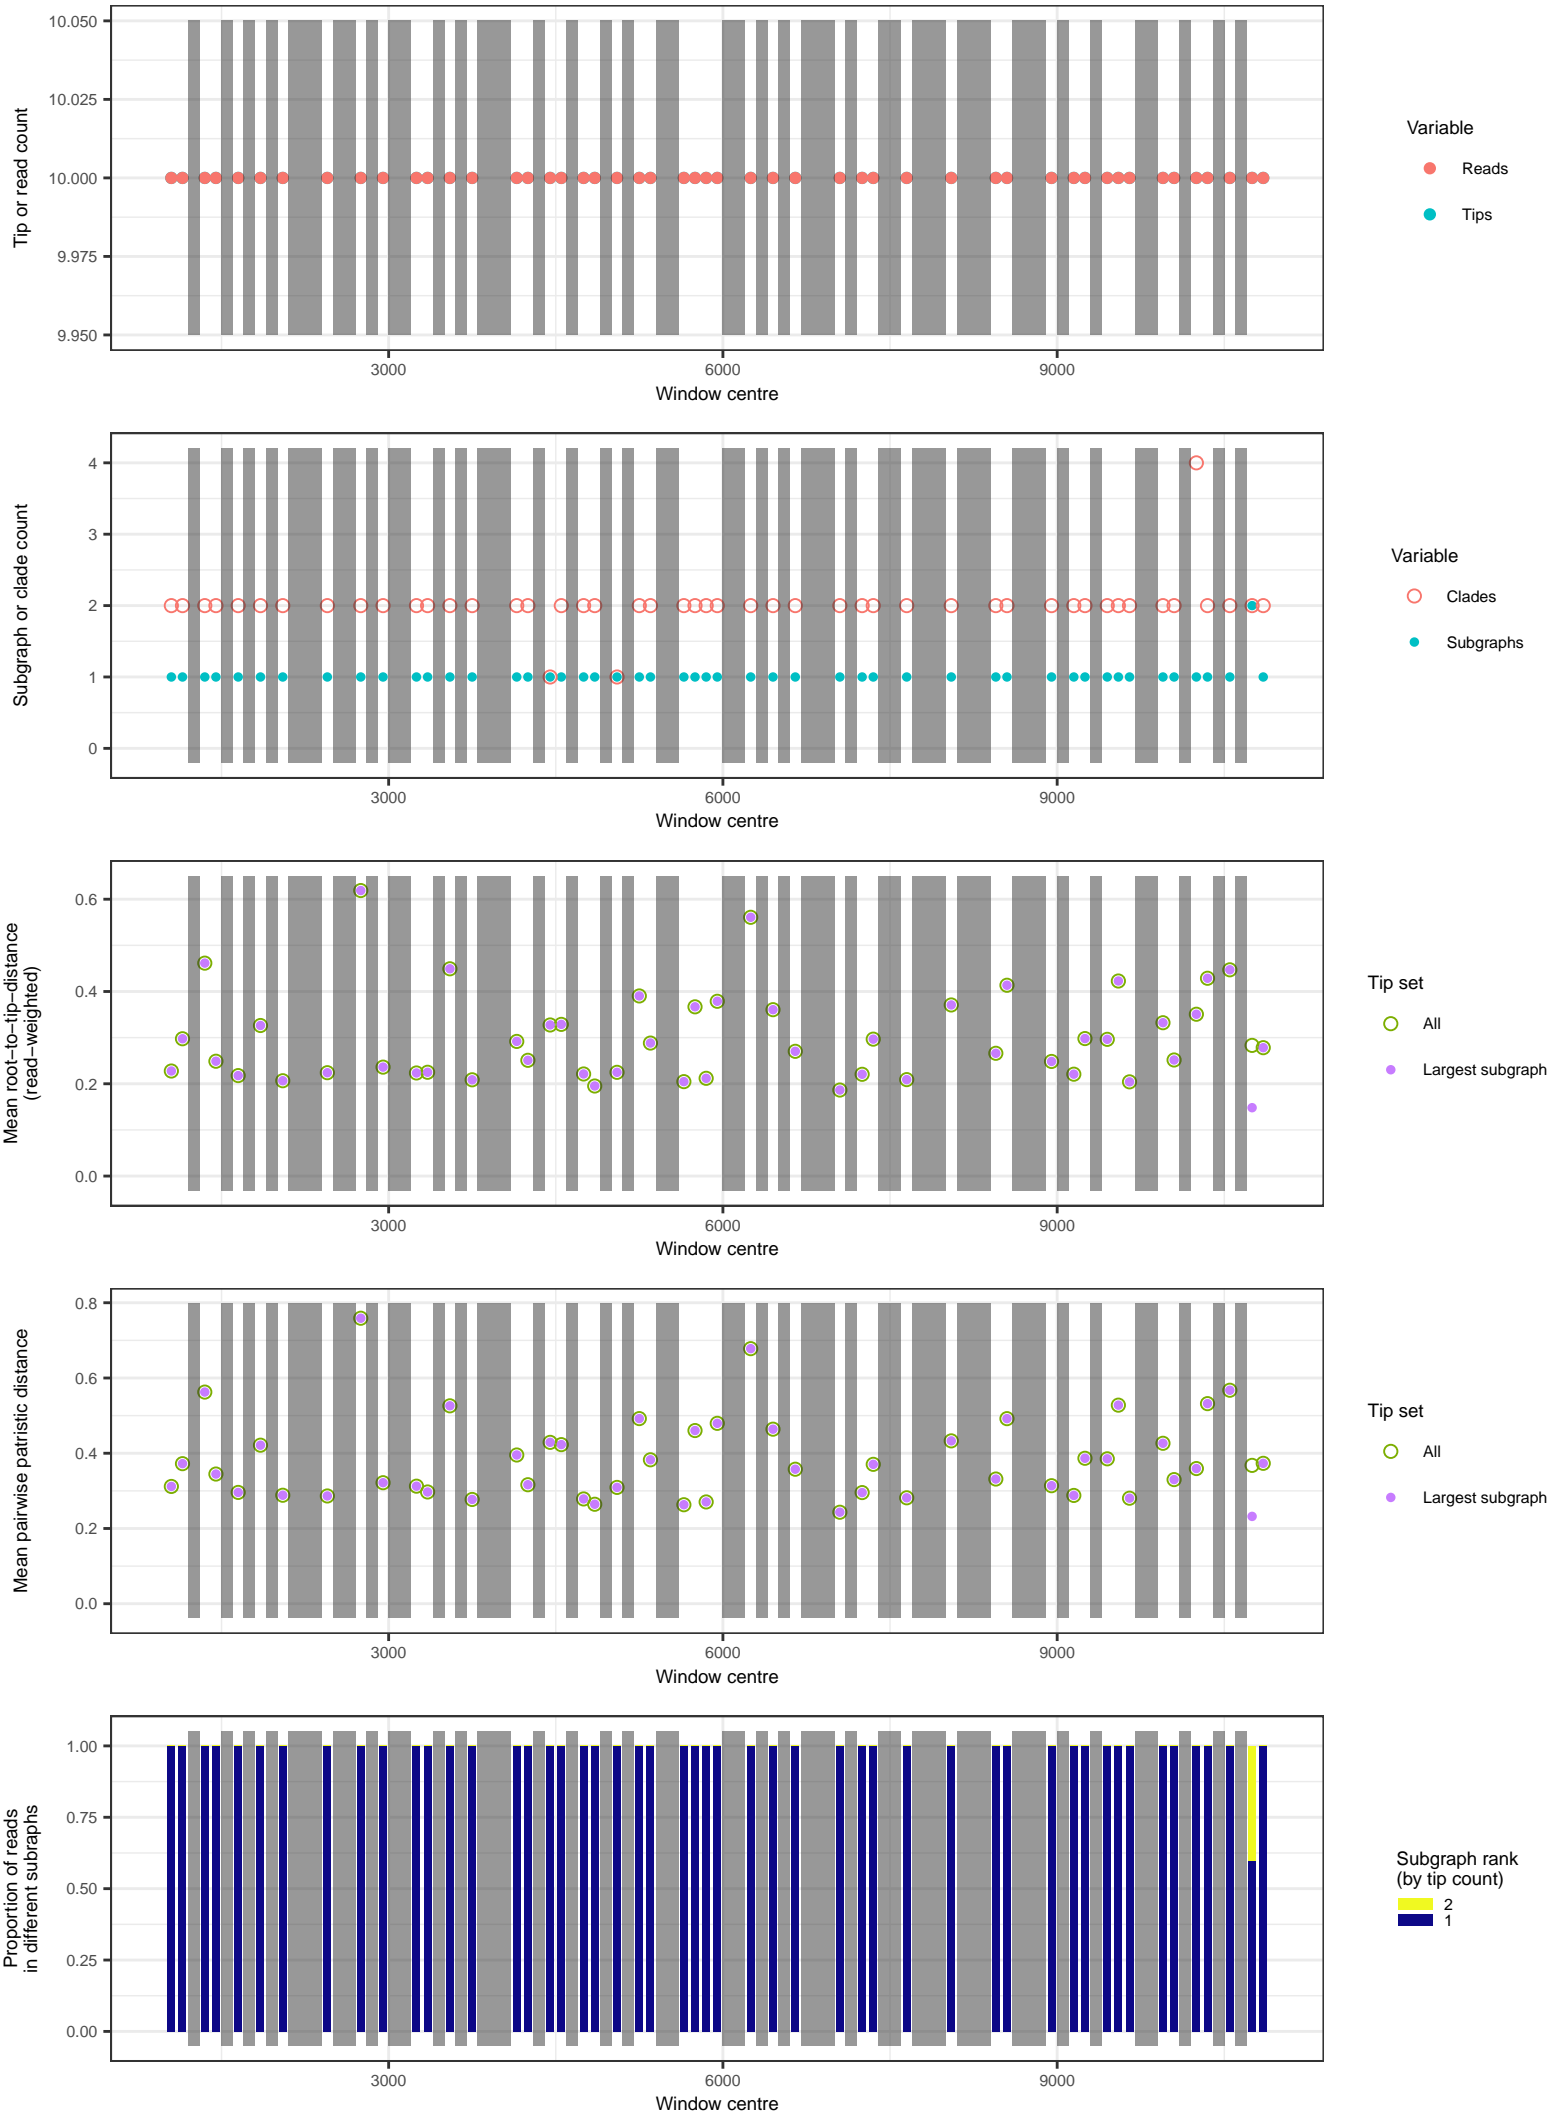 10.050
10.025
10.000
9.975
9.950
Tip or read count
3000
6000
9000
Window centre
Variable
Reads
Tips
4
3
2
1
0
Subgraph or clade count
3000
6000
9000
Window centre
Variable
Clades
Subgraphs
0.6
0.4
0.2
0.0
Mean root−to−tip−distance
(read−weighted)
3000
6000
9000
Window centre
Tip set
All
Largest subgraph
0.8
0.6
0.4
0.2
0.0
Mean pairwise patristic distance
3000
6000
9000
Window centre
Tip set
All
Largest subgraph
1.00
0.75
0.50
0.25
0.00
Proportion of reads
in different subraphs
3000
6000
9000
Window centre
Subgraph rank
(by tip count)
2
1